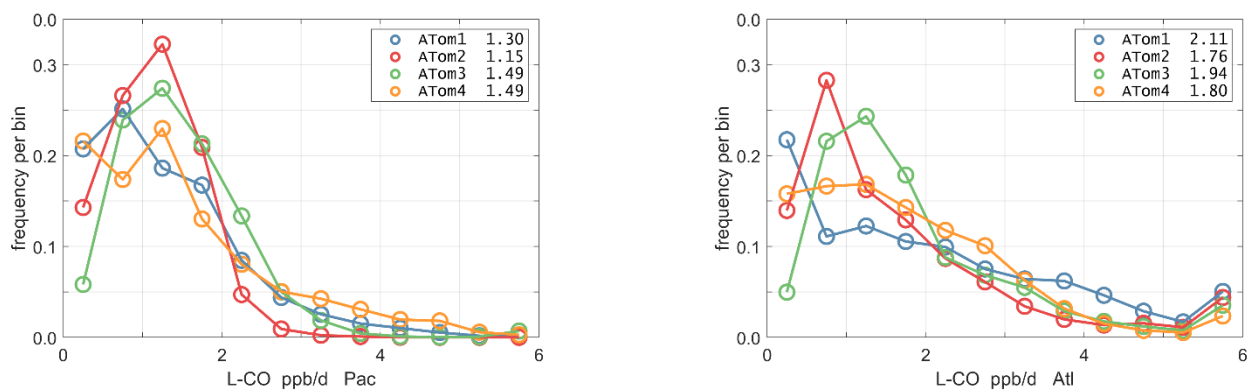 0.0
0.3
0.2
0.1
0.0
frequency per bin
ATom1 1.30
ATom2 1.15
ATom3 1.49
ATom4 1.49
0 2 4 6
L-CO ppb/d Pac
0.0
0.3
0.2
0.1
0.0
frequency per bin
ATom1 2.11
ATom2 1.76
ATom3 1.94
ATom4 1.80
0 2 4 6
L-CO ppb/d Atl